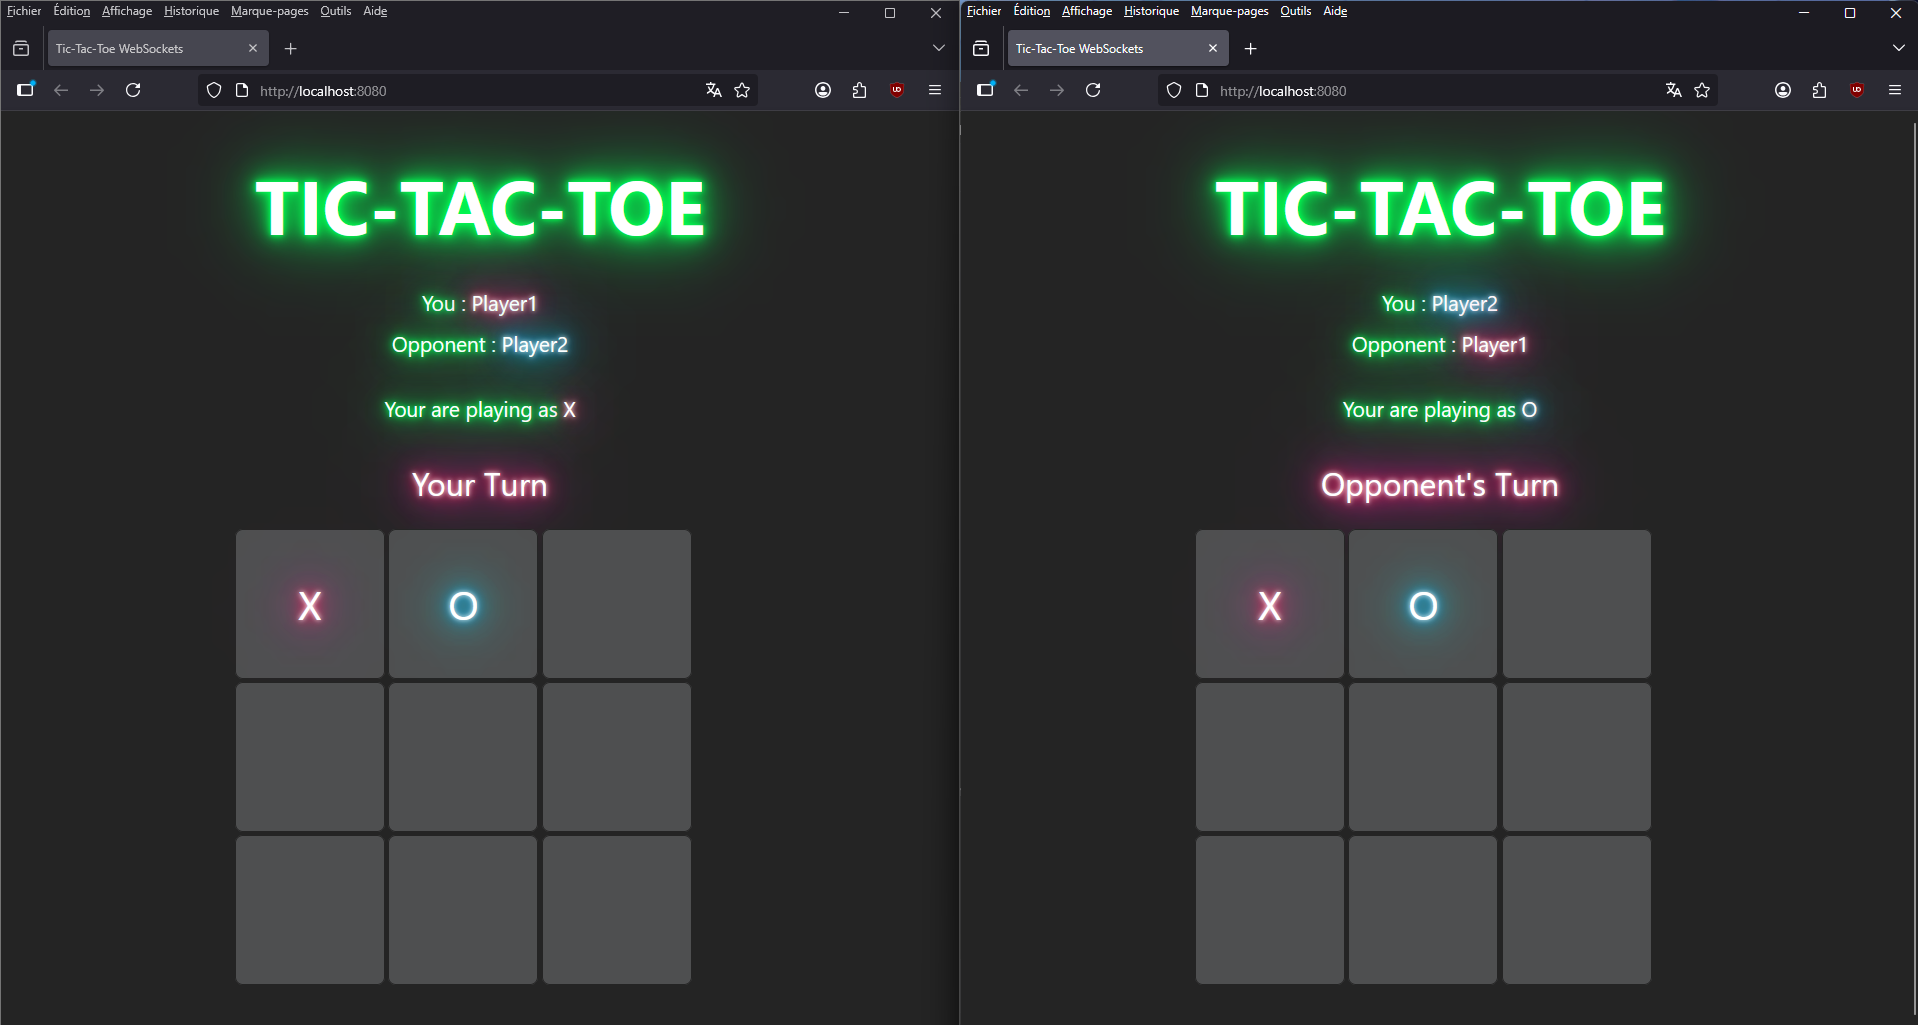 Fichier Édition Affichage Historique Marque-pages Outils Aide
Tic-Tac-Toe WebSockets
http://localhost:8080
TIC-TAC-TOE
You : Player1
Opponent : Player2
Your are playing as X
Your Turn
X O
Fichier Édition Affichage Historique Marque-pages Outils Aide
Tic-Tac-Toe WebSockets
http://localhost:8080
TIC-TAC-TOE
You : Player2
Opponent : Player1
Your are playing as O
Opponent's Turn
X O